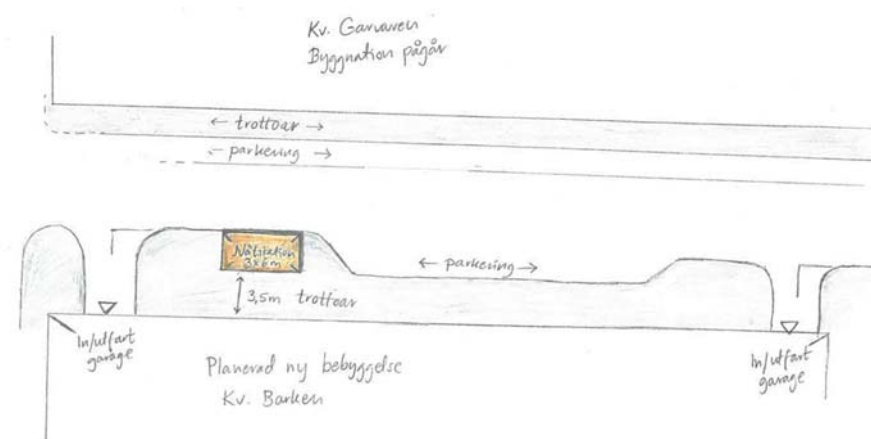 Kv. Garvaren
Byggnation pågår
← trottoar →
← parkering →
Nätstation
3x6m
← parkering →
3,5m trottoar
In/utfart
garage
In/utfart
garage
Planerad ny bebyggelse
Kv. Barken